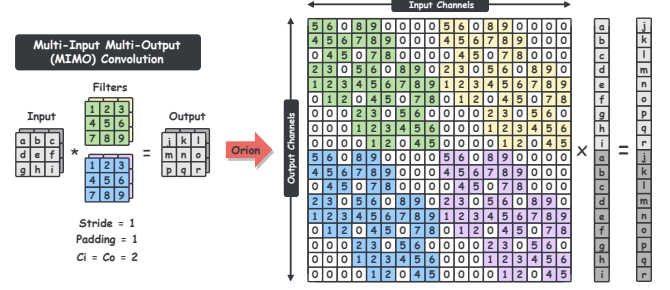 Multi-Input Multi-Output
(MIMO) Convolution
Filters
Input
Output
1 2 3
4 5 6
7 8 9
a b c
d e f
g h i
*
=
j k l
m n o
p q r
1 2 3
4 5 6
7 8 9
Stride = 1
Padding = 1
Ci = Co = 2
Orion
Input Channels
Output Channels
5 6 0 8 9 0 0 0 0 5 6 0 8 9 0 0 0 0 a j
4 5 6 7 8 9 0 0 0 4 5 6 7 8 9 0 0 0 b k
0 4 5 0 7 8 0 0 0 0 4 5 0 7 8 0 0 0 c l
2 3 0 5 6 0 8 9 0 2 3 0 5 6 0 8 9 0 d m
1 2 3 4 5 6 7 8 9 1 2 3 4 5 6 7 8 9 e n
0 1 2 0 4 5 0 7 8 0 1 2 0 4 5 0 7 8 f o
0 0 0 2 3 0 5 6 0 0 0 0 2 3 0 5 6 0 g p
0 0 0 1 2 3 4 5 6 0 0 0 1 2 3 4 5 6 h q
0 0 0 0 1 2 0 4 5 0 0 0 0 1 2 0 4 5 i r
5 6 0 8 9 0 0 0 0 5 6 0 8 9 0 0 0 0 × a = j
4 5 6 7 8 9 0 0 0 4 5 6 7 8 9 0 0 0 b k
0 4 5 0 7 8 0 0 0 0 4 5 0 7 8 0 0 0 c l
2 3 0 5 6 0 8 9 0 2 3 0 5 6 0 8 9 0 d m
1 2 3 4 5 6 7 8 9 1 2 3 4 5 6 7 8 9 e n
0 1 2 0 4 5 0 7 8 0 1 2 0 4 5 0 7 8 f o
0 0 0 2 3 0 5 6 0 0 0 0 2 3 0 5 6 0 g p
0 0 0 1 2 3 4 5 6 0 0 0 1 2 3 4 5 6 h q
0 0 0 0 1 2 0 4 5 0 0 0 0 1 2 0 4 5 i r